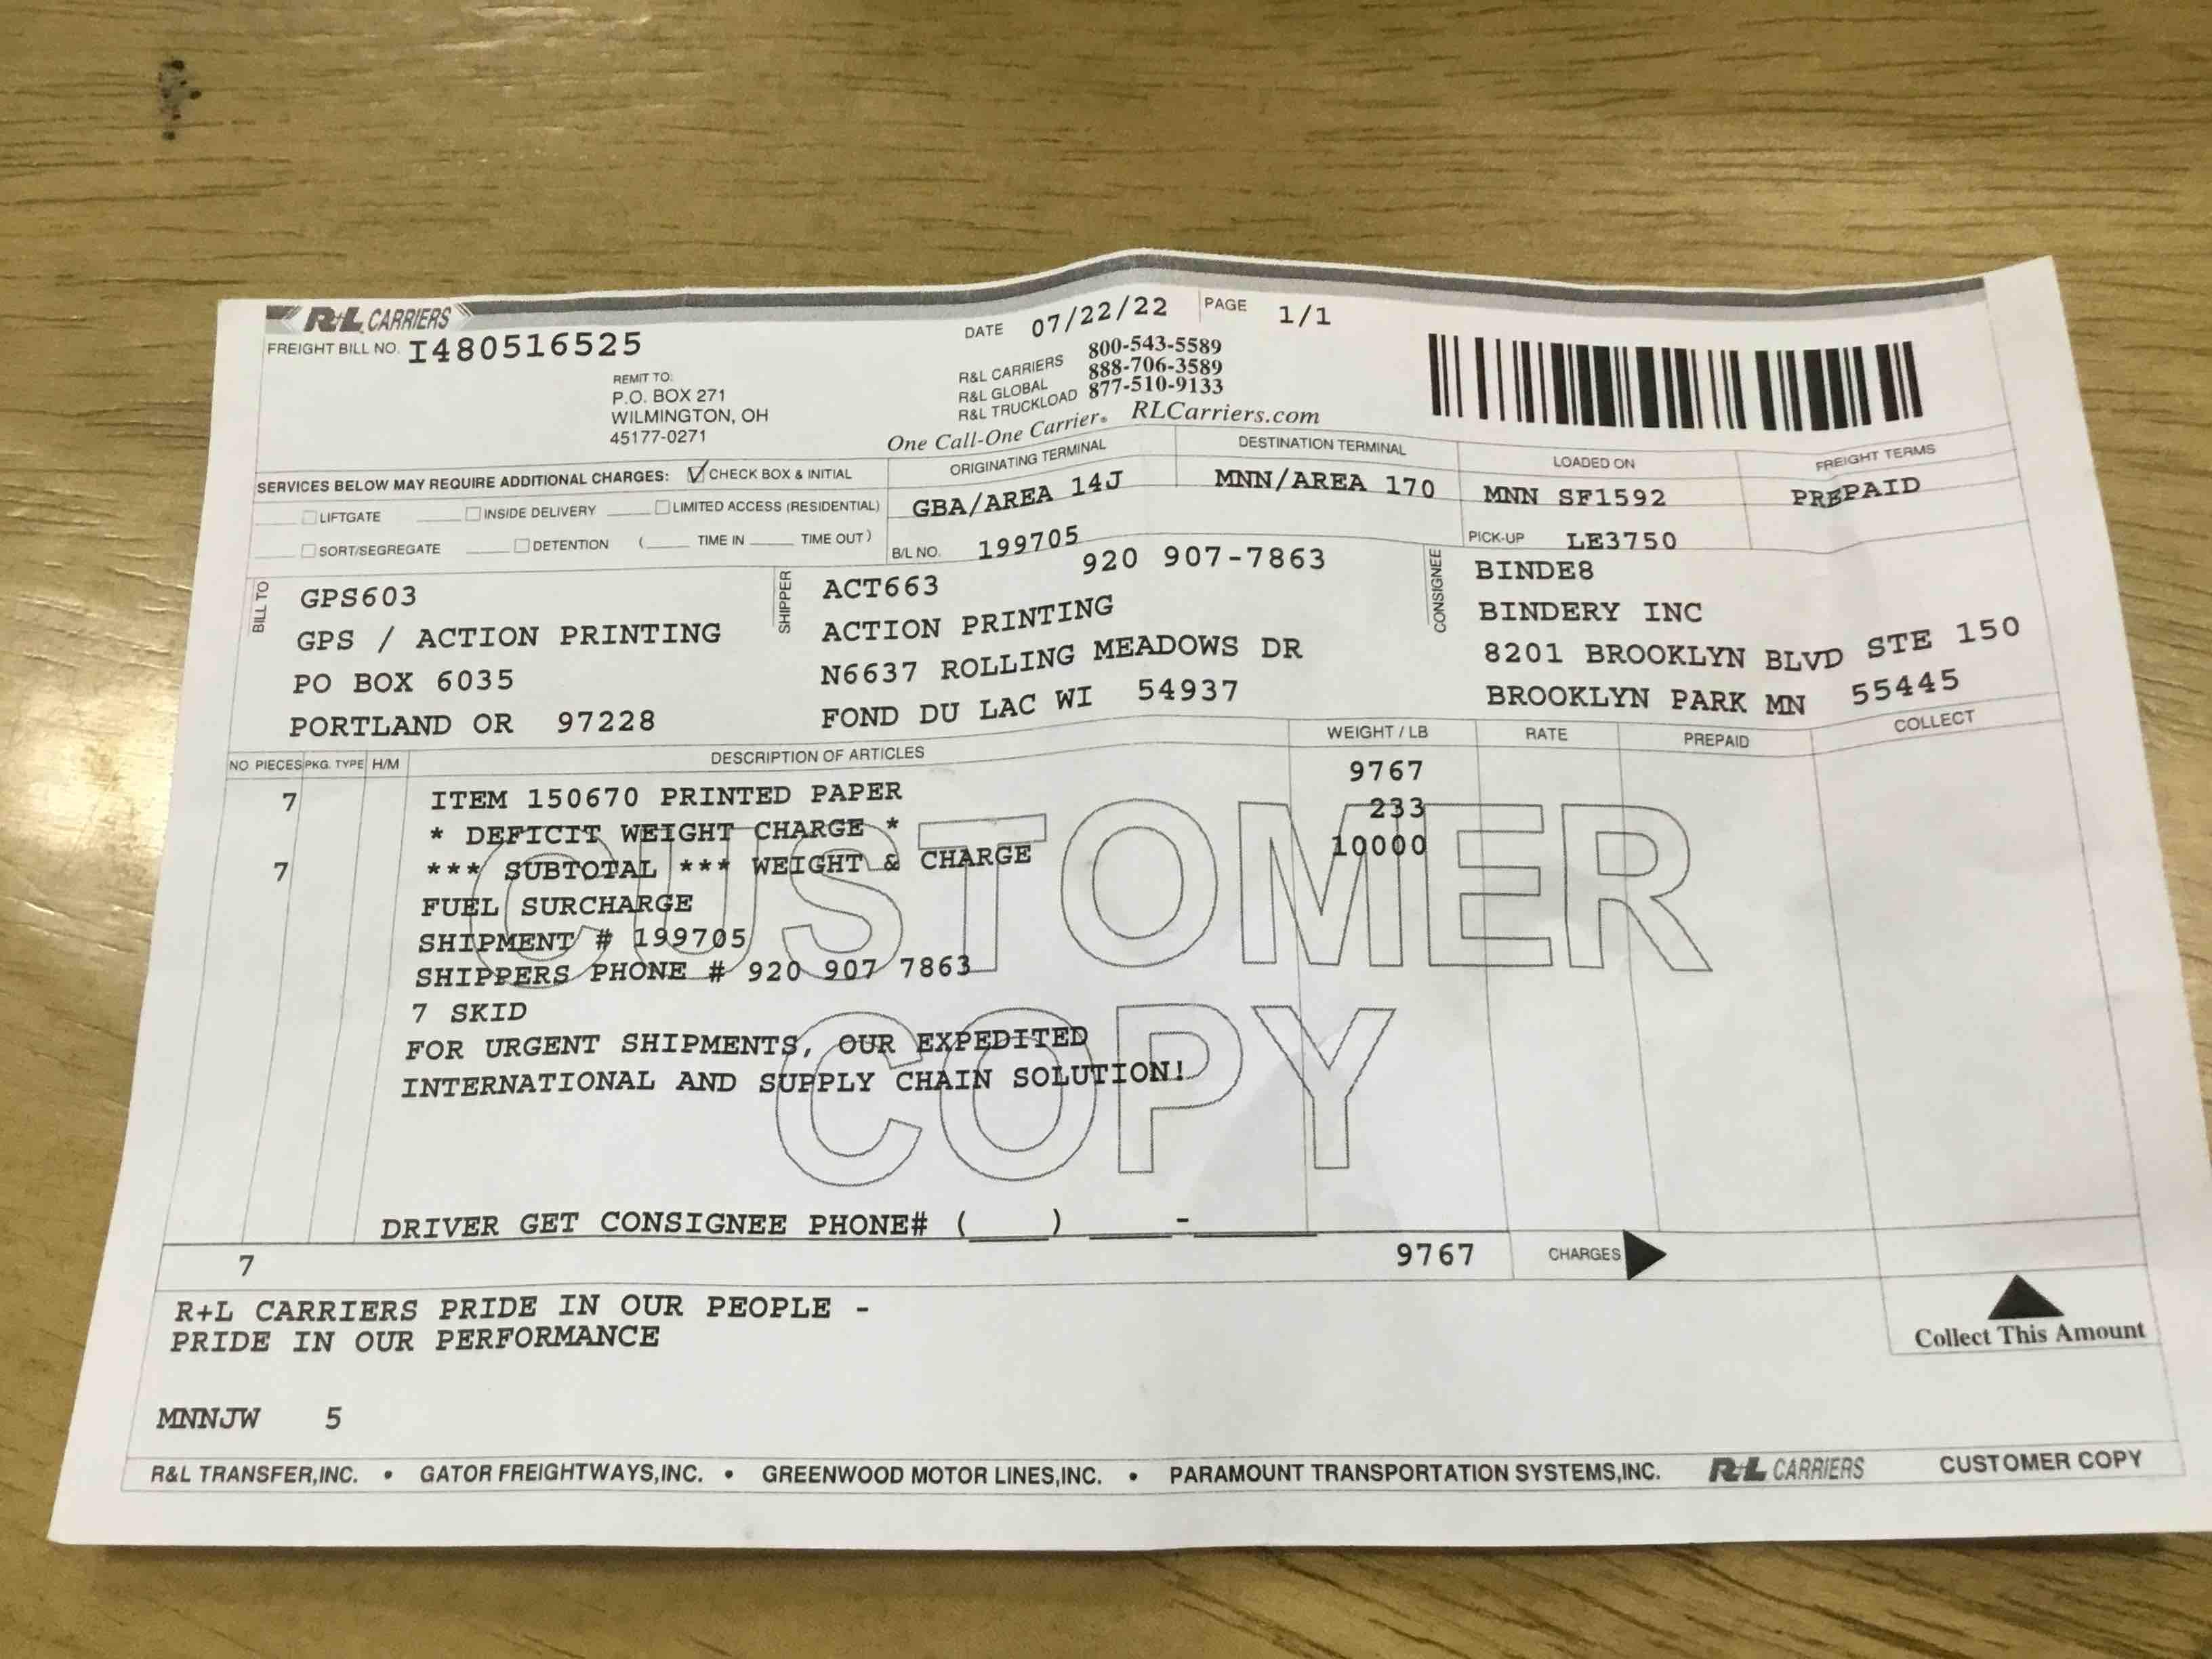 R+L CARRIERS
FREIGHT BILL NO. I480516525
REMIT TO:
P.O. BOX 271
WILMINGTON, OH
45177-0271
DATE 07/22/22 PAGE 1/1
R&L CARRIERS 800-543-5589
R&L GLOBAL 888-706-3589
R&L TRUCKLOAD 877-510-9133
One Call-One Carrier® RLCarriers.com
SERVICES BELOW MAY REQUIRE ADDITIONAL CHARGES: CHECK BOX & INITIAL
LIFTGATE INSIDE DELIVERY LIMITED ACCESS (RESIDENTIAL)
SORT/SEGREGATE DETENTION ( TIME IN TIME OUT )
ORIGINATING TERMINAL
GBA/AREA 14J
DESTINATION TERMINAL
MNN/AREA 170
LOADED ON
MNN SF1592
FREIGHT TERMS
PREPAID
B/L NO. 199705
PICK-UP LE3750
BILL TO
GPS603
GPS / ACTION PRINTING
PO BOX 6035
PORTLAND OR 97228
SHIPPER
ACT663 920 907-7863
ACTION PRINTING
N6637 ROLLING MEADOWS DR
FOND DU LAC WI 54937
CONSIGNEE
BINDE8
BINDERY INC
8201 BROOKLYN BLVD STE 150
BROOKLYN PARK MN 55445
NO PIECES PKG. TYPE H/M DESCRIPTION OF ARTICLES WEIGHT / LB RATE PREPAID COLLECT
7 ITEM 150670 PRINTED PAPER 9767
* DEFICIT WEIGHT CHARGE * 233
7 *** SUBTOTAL *** WEIGHT & CHARGE 10000
FUEL SURCHARGE
SHIPMENT # 199705
SHIPPERS PHONE # 920 907 7863
7 SKID
FOR URGENT SHIPMENTS, OUR EXPEDITED
INTERNATIONAL AND SUPPLY CHAIN SOLUTION!
CUSTOMER
COPY
DRIVER GET CONSIGNEE PHONE# (____) ____-______
7 9767 CHARGES
R+L CARRIERS PRIDE IN OUR PEOPLE -
PRIDE IN OUR PERFORMANCE
Collect This Amount
MNNJW 5
R&L TRANSFER,INC. • GATOR FREIGHTWAYS,INC. • GREENWOOD MOTOR LINES,INC. • PARAMOUNT TRANSPORTATION SYSTEMS,INC. R+L CARRIERS CUSTOMER COPY